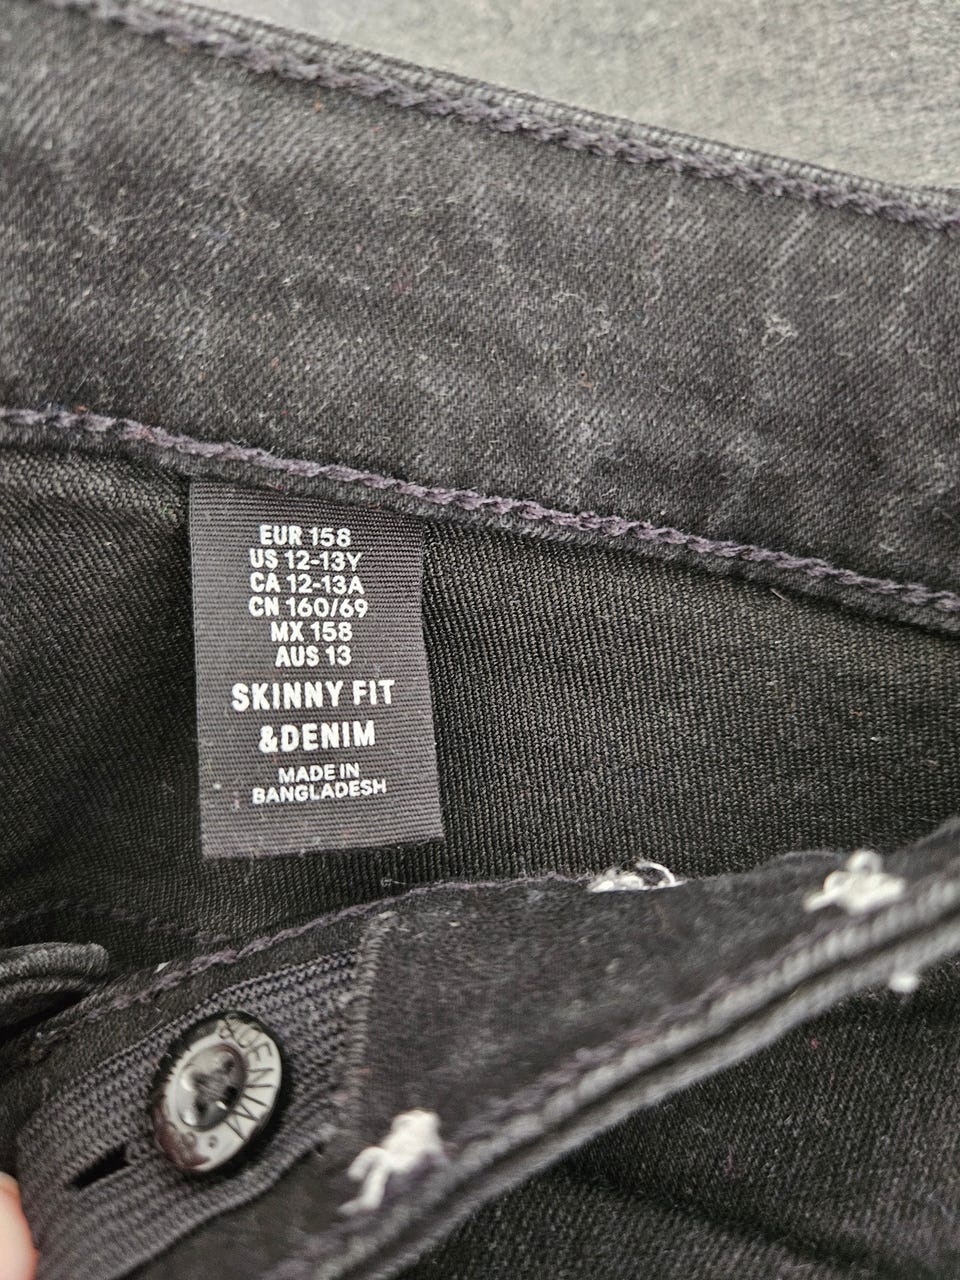 EUR 158
US 12-13Y
CA 12-13A
CN 160/69
MX 158
AUS 13
SKINNY FIT
&DENIM
MADE IN
BANGLADESH
&DENIM